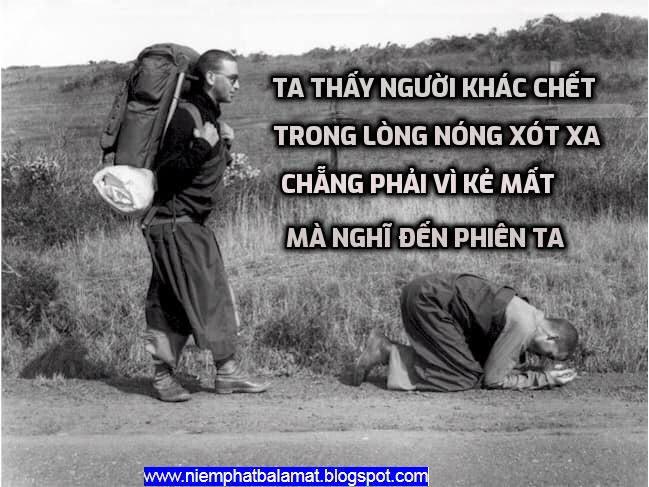 TA THẤY NGƯỜI KHÁC CHẾT
TRONG LÒNG NÓNG XÓT XA
CHẲNG PHẢI VÌ KẺ MẤT
MÀ NGHĨ ĐẾN PHIÊN TA
www.niemphatbalamat.blogspot.com